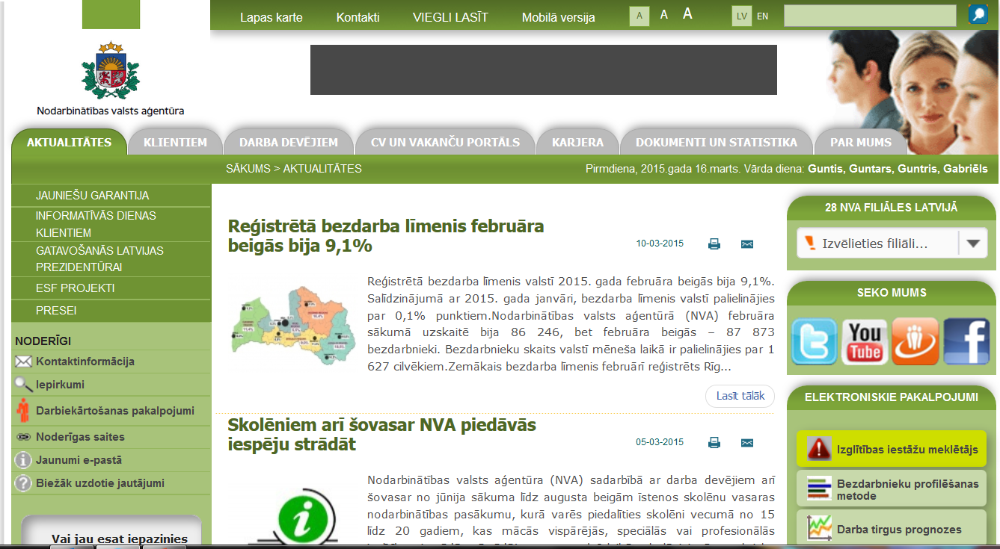 Lapas karte Kontakti VIEGLI LASĪT Mobilā versija A A A LV EN
Nodarbinātības valsts aģentūra
AKTUALITĀTES KLIENTIEM DARBA DEVĒJIEM CV UN VAKANČU PORTĀLS KARJERA DOKUMENTI UN STATISTIKA PAR MUMS
SĀKUMS > AKTUALITĀTES
Pirmdiena, 2015.gada 16.marts. Vārda diena: Guntis, Guntars, Guntris, Gabriēls
JAUNIEŠU GARANTIJA
INFORMATĪVĀS DIENAS
KLIENTIEM
GATAVOŠANĀS LATVIJAS
PREZIDENTŪRAI
ESF PROJEKTI
PRESEI
NODERĪGI
Kontaktinformācija
Iepirkumi
Darbiekārtošanas pakalpojumi
Noderīgas saites
Jaunumi e-pastā
Biežāk uzdotie jautājumi
Vai jau esat iepazinies
Reģistrētā bezdarba līmenis februāra
beigās bija 9,1%
10-03-2015
Reģistrētā bezdarba līmenis valstī 2015. gada februāra beigās bija 9,1%.
Salīdzinājumā ar 2015. gada janvāri, bezdarba līmenis valstī palielinājies
par 0,1% punktiem.Nodarbinātības valsts aģentūrā (NVA) februāra
sākumā uzskaitē bija 86 246, bet februāra beigās – 87 873
bezdarbnieki. Bezdarbnieku skaits valstī mēneša laikā ir palielinājies par 1
627 cilvēkiem.Zemākais bezdarba līmenis februārī reģistrēts Rīg...
Lasīt tālāk
Skolēniem arī šovasar NVA piedāvās
iespēju strādāt
05-03-2015
Nodarbinātības valsts aģentūra (NVA) sadarbībā ar darba devējiem arī
šovasar no jūnija sākuma līdz augusta beigām īstenos skolēnu vasaras
nodarbinātības pasākumu, kurā varēs piedalīties skolēni vecumā no 15
līdz 20 gadiem, kas mācās vispārējās, speciālās vai profesionālās
28 NVA FILIĀLES LATVIJĀ
Izvēlieties filiāli...
SEKO MUMS
You
Tube
ELEKTRONISKIE PAKALPOJUMI
Izglītības iestāžu meklētājs
Bezdarbnieku profilēšanas
metode
Darba tirgus prognozes